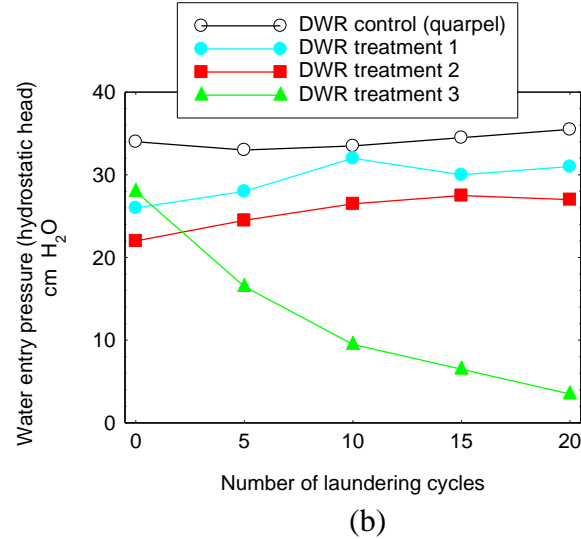 DWR control (quarpel)
DWR treatment 1
DWR treatment 2
DWR treatment 3
Water entry pressure (hydrostatic head)
cm H₂O
40
30
20
10
0
0 5 10 15 20
Number of laundering cycles
(b)